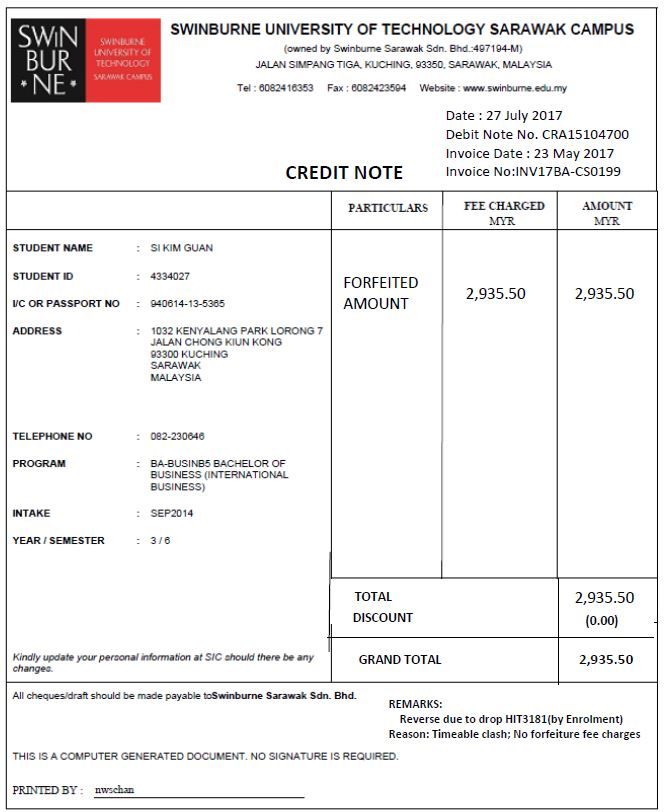 SWIN
BUR
* NE *
SWINBURNE
UNIVERSITY OF
TECHNOLOGY
SARAWAK CAMPUS
SWINBURNE UNIVERSITY OF TECHNOLOGY SARAWAK CAMPUS
(owned by Swinburne Sarawak Sdn. Bhd.:497194-M)
JALAN SIMPANG TIGA, KUCHING, 93350, SARAWAK, MALAYSIA
Tel : 6082416353 Fax : 6082423594 Website : www.swinburne.edu.my
Date : 27 July 2017
Debit Note No. CRA15104700
Invoice Date : 23 May 2017
Invoice No:INV17BA-CS0199
CREDIT NOTE
PARTICULARS FEE CHARGED AMOUNT
MYR MYR
STUDENT NAME : SI KIM GUAN
STUDENT ID : 4334027
I/C OR PASSPORT NO : 940614-13-5365
ADDRESS : 1032 KENYALANG PARK LORONG 7
JALAN CHONG KIUN KONG
93300 KUCHING
SARAWAK
MALAYSIA
TELEPHONE NO : 082-230646
PROGRAM : BA-BUSINB5 BACHELOR OF
BUSINESS (INTERNATIONAL
BUSINESS)
INTAKE : SEP2014
YEAR / SEMESTER : 3 / 6
FORFEITED
AMOUNT
2,935.50 2,935.50
TOTAL 2,935.50
DISCOUNT (0.00)
Kindly update your personal information at SIC should there be any
changes.
GRAND TOTAL 2,935.50
All cheques/draft should be made payable toSwinburne Sarawak Sdn. Bhd.
REMARKS:
Reverse due to drop HIT3181(by Enrolment)
Reason: Timeable clash; No forfeiture fee charges
THIS IS A COMPUTER GENERATED DOCUMENT. NO SIGNATURE IS REQUIRED.
PRINTED BY : nwschan